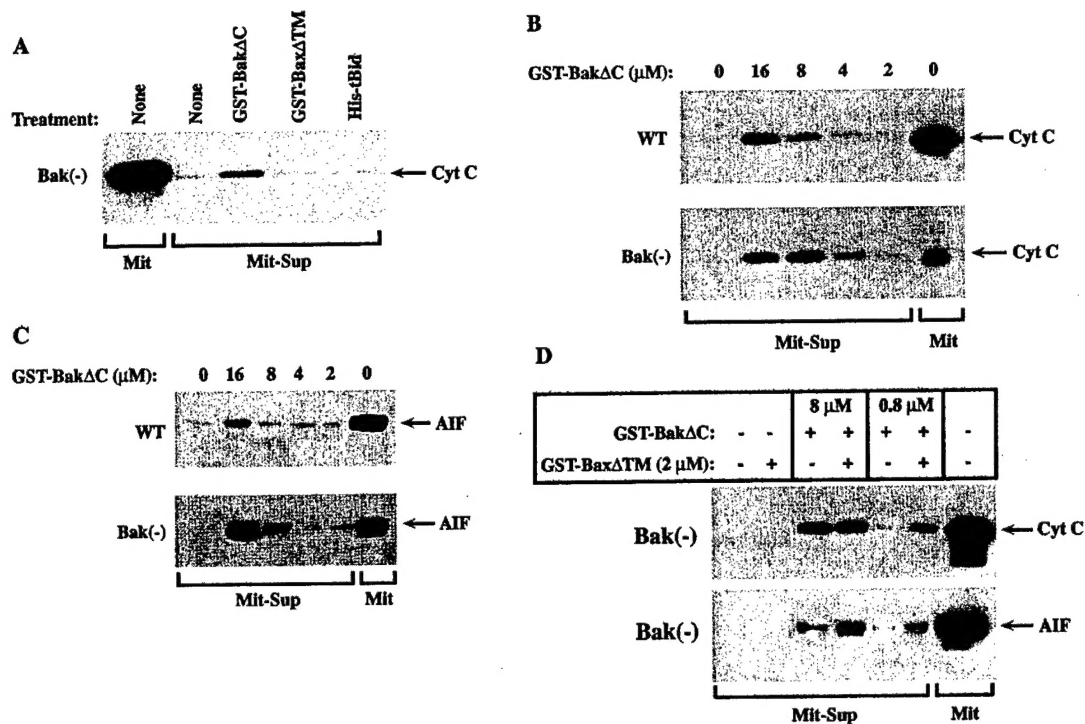 A
Treatment:
None
None
GST-BakΔC
GST-BaxΔTM
His-tBid
Bak(-)
Cyt C
Mit
Mit-Sup
B
GST-BakΔC (μM): 0 16 8 4 2 0
WT
Cyt C
Bak(-)
Cyt C
Mit-Sup
Mit
C
GST-BakΔC (μM): 0 16 8 4 2 0
WT
AIF
Bak(-)
AIF
Mit-Sup
Mit
D
8 μM 0.8 μM
GST-BakΔC: - - + + + + -
GST-BaxΔTM (2 μM): - + - + - + -
Bak(-)
Cyt C
Bak(-)
AIF
Mit-Sup
Mit